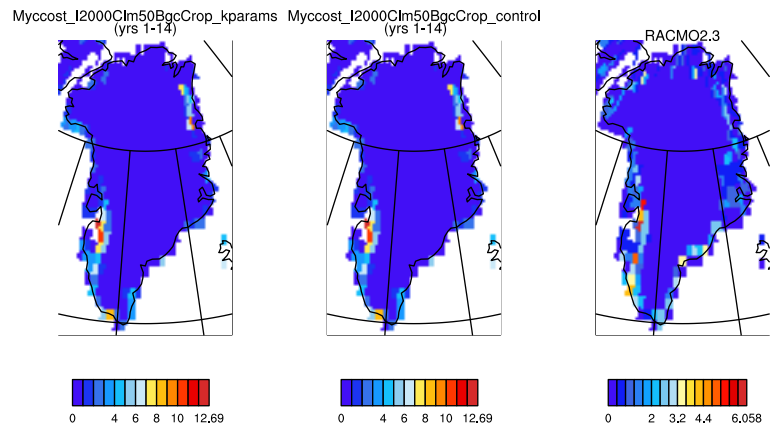 Myccost_I2000Clm50BgcCrop_kparams
(yrs 1-14)
Myccost_I2000Clm50BgcCrop_control
(yrs 1-14)
RACMO2.3
0 4 6 8 10 12.69
0 4 6 8 10 12.69
0 2 3.2 4.4 6.058